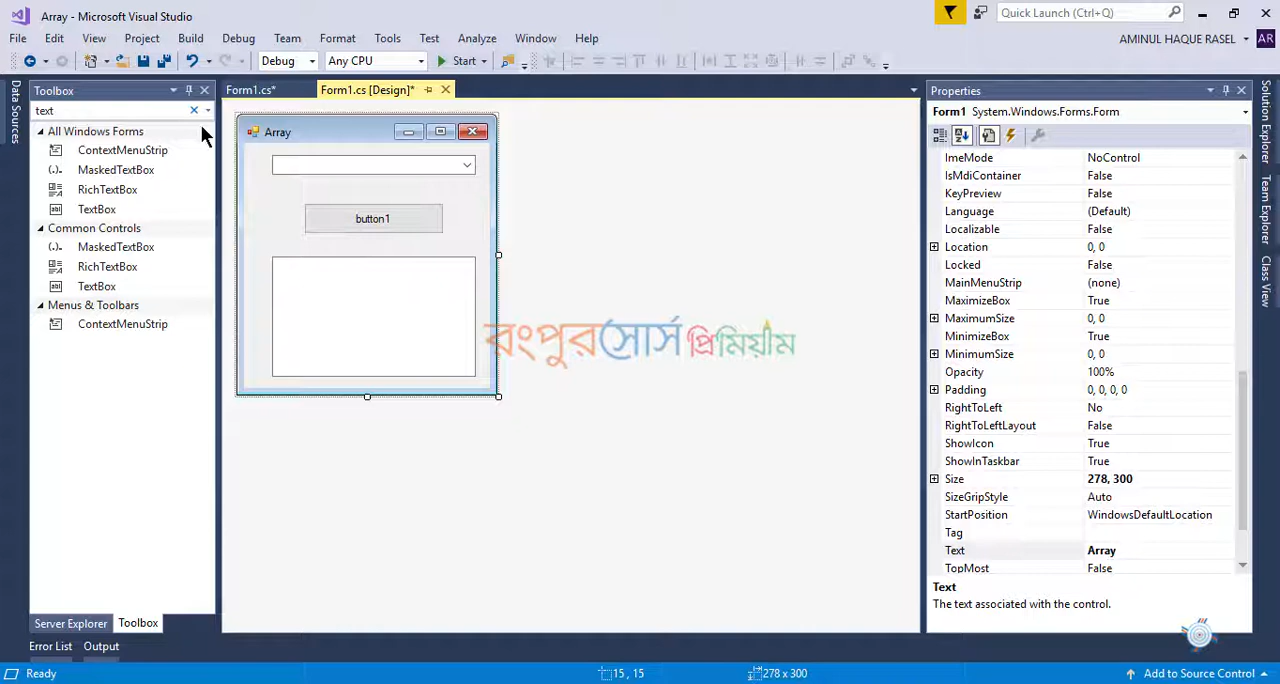 Array - Microsoft Visual Studio
Quick Launch (Ctrl+Q)
File Edit View Project Build Debug Team Format Tools Test Analyze Window Help
AMINUL HAQUE RASEL AR
Debug Any CPU Start
Data Sources
Toolbox
text
All Windows Forms
ContextMenuStrip
MaskedTextBox
RichTextBox
TextBox
Common Controls
MaskedTextBox
RichTextBox
TextBox
Menus & Toolbars
ContextMenuStrip
Server Explorer Toolbox
Form1.cs* Form1.cs [Design]*
Array
button1
রংপুরসোর্স প্রিমিয়ীম
Properties
Form1 System.Windows.Forms.Form
ImeMode NoControl
IsMdiContainer False
KeyPreview False
Language (Default)
Localizable False
Location 0, 0
Locked False
MainMenuStrip (none)
MaximizeBox True
MaximumSize 0, 0
MinimizeBox True
MinimumSize 0, 0
Opacity 100%
Padding 0, 0, 0, 0
RightToLeft No
RightToLeftLayout False
ShowIcon True
ShowInTaskbar True
Size 278, 300
SizeGripStyle Auto
StartPosition WindowsDefaultLocation
Tag
Text Array
TopMost False
Text
The text associated with the control.
Solution Explorer
Team Explorer
Class View
Error List Output
Ready 15 , 15 278 x 300 Add to Source Control